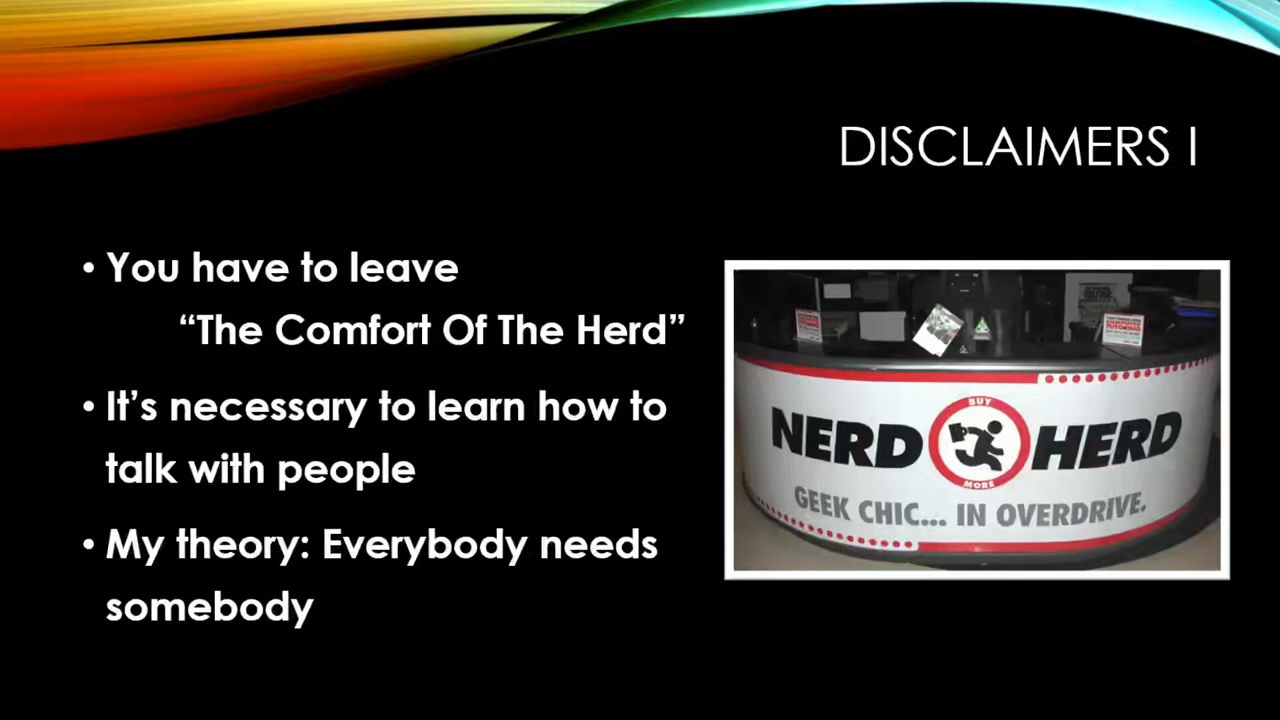 DISCLAIMERS I
• You have to leave
“The Comfort Of The Herd”
• It’s necessary to learn how to
talk with people
• My theory: Everybody needs
somebody
BUY
NERD HERD
MORE
GEEK CHIC... IN OVERDRIVE.